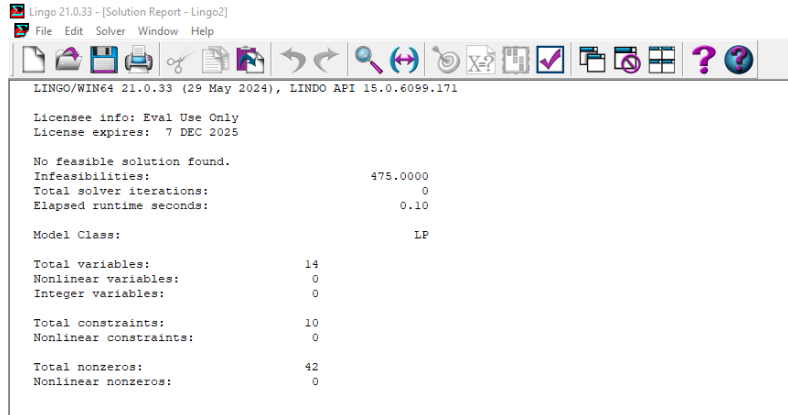 Lingo 21.0.33 - [Solution Report - Lingo2]
File Edit Solver Window Help
X=?
LINGO/WIN64 21.0.33 (29 May 2024), LINDO API 15.0.6099.171
Licensee info: Eval Use Only
License expires: 7 DEC 2025
No feasible solution found.
Infeasibilities: 475.0000
Total solver iterations: 0
Elapsed runtime seconds: 0.10
Model Class: LP
Total variables: 14
Nonlinear variables: 0
Integer variables: 0
Total constraints: 10
Nonlinear constraints: 0
Total nonzeros: 42
Nonlinear nonzeros: 0